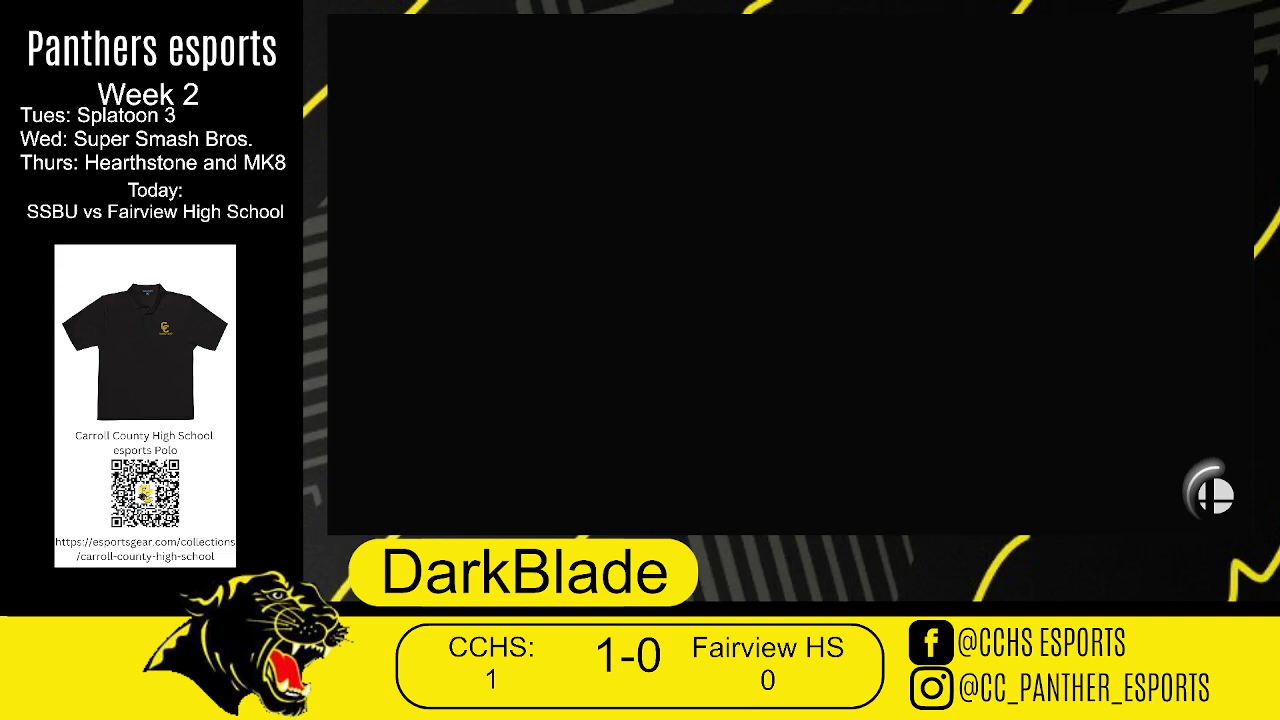 Panthers esports
Week 2
Tues: Splatoon 3
Wed: Super Smash Bros.
Thurs: Hearthstone and MK8
Today:
SSBU vs Fairview High School
Carroll County High School
esports Polo
https://esportsgear.com/collections
/carroll-county-high-school
DarkBlade
CCHS:
1
1-0
Fairview HS
0
@CCHS ESPORTS
@CC_PANTHER_ESPORTS